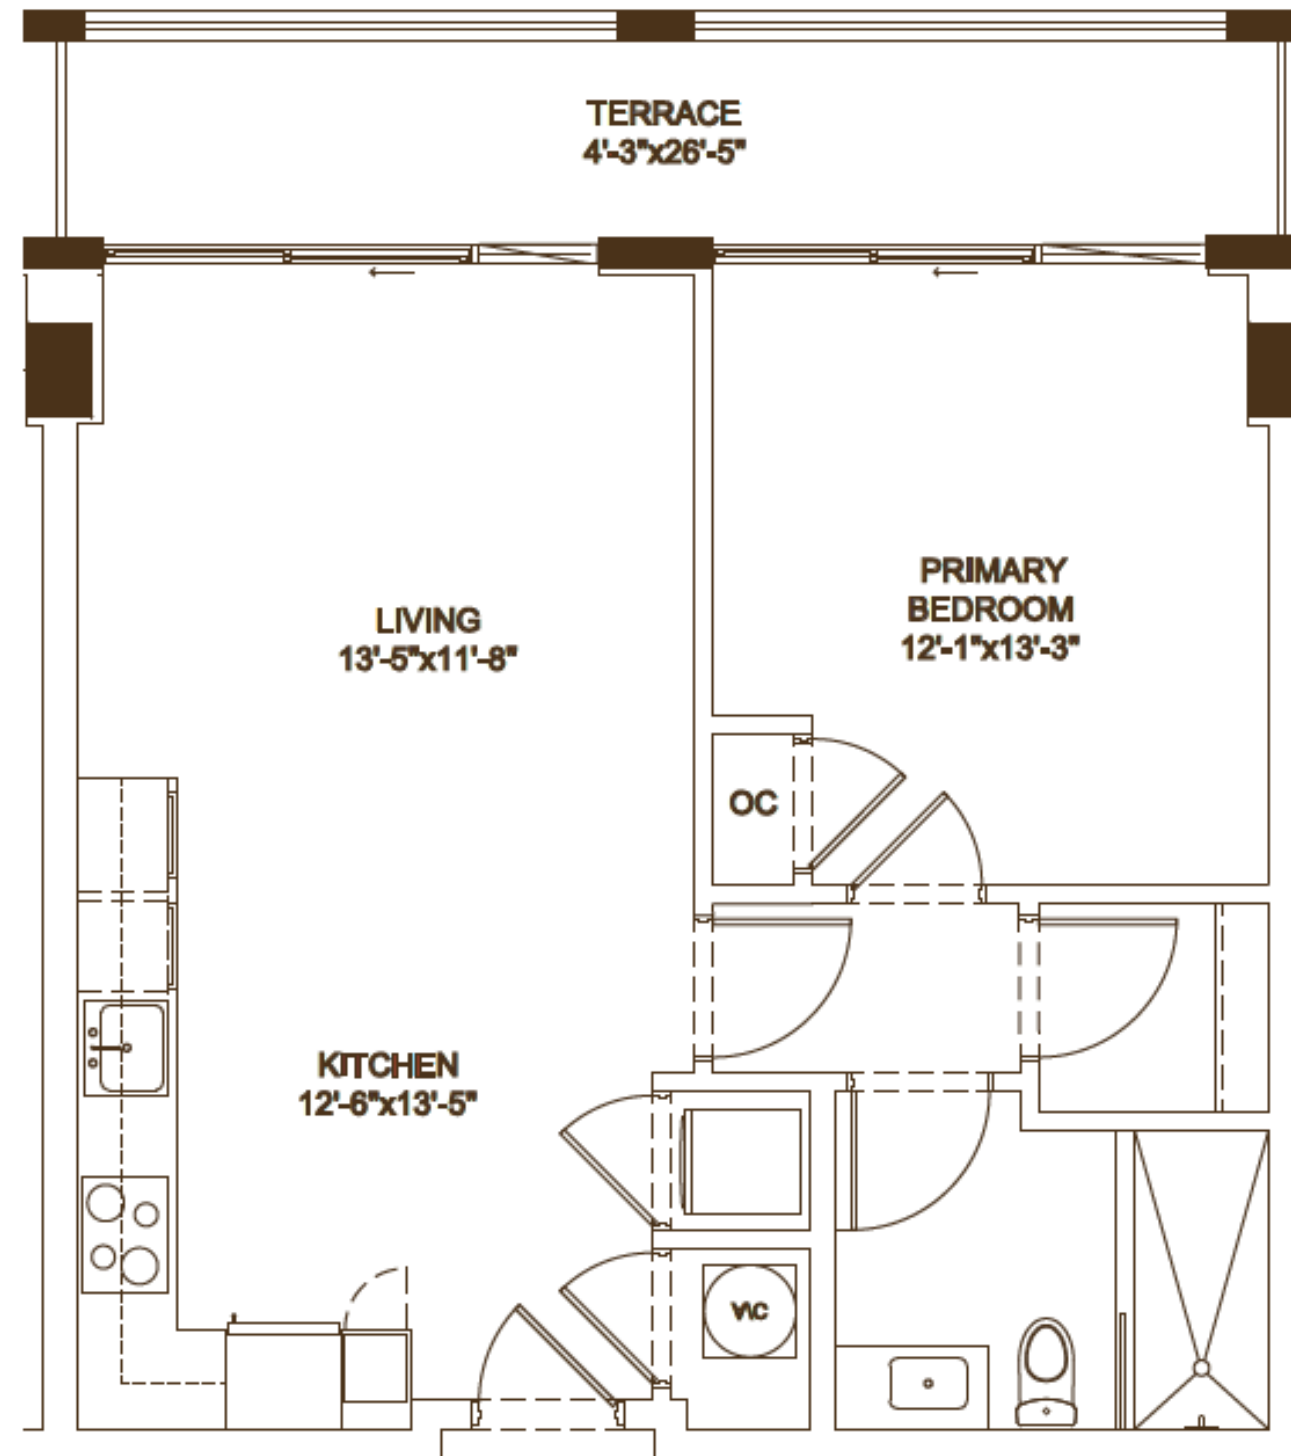 TERRACE
4'-3"x26'-5"
PRIMARY
BEDROOM
12'-1"x13'-3"
LIVING
13'-5"x11'-8"
OC
KITCHEN
12'-6"x13'-5"
A\C